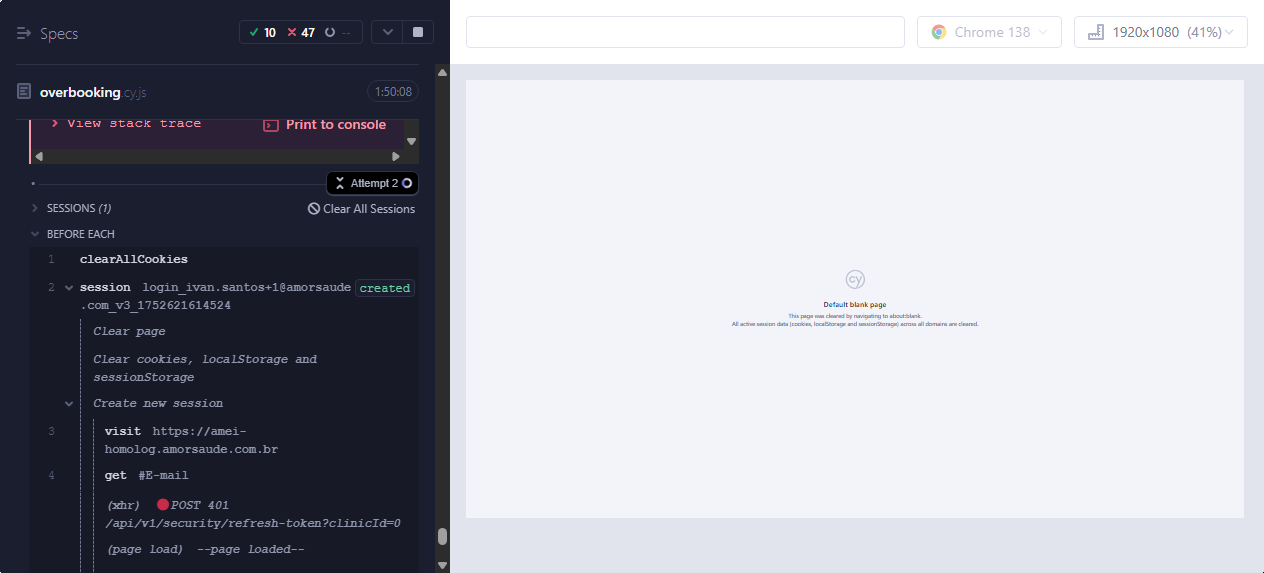 Specs
10 47 --
Chrome 138
1920x1080 (41%)
overbooking.cy.js
1:50:08
View stack trace
Print to console
Attempt 2
SESSIONS (1)
Clear All Sessions
BEFORE EACH
1 clearAllCookies
2 session login_ivan.santos+1@amorsaude
.com_v3_1752621614524
created
Clear page
Clear cookies, localStorage and
sessionStorage
Create new session
3 visit https://amei-
homolog.amorsaude.com.br
4 get #E-mail
(xhr) POST 401
/api/v1/security/refresh-token?clinicId=0
(page load) --page loaded--
cy
Default blank page
This page was cleared by navigating to about:blank.
All active session data (cookies, localStorage and sessionStorage) across all domains are cleared.